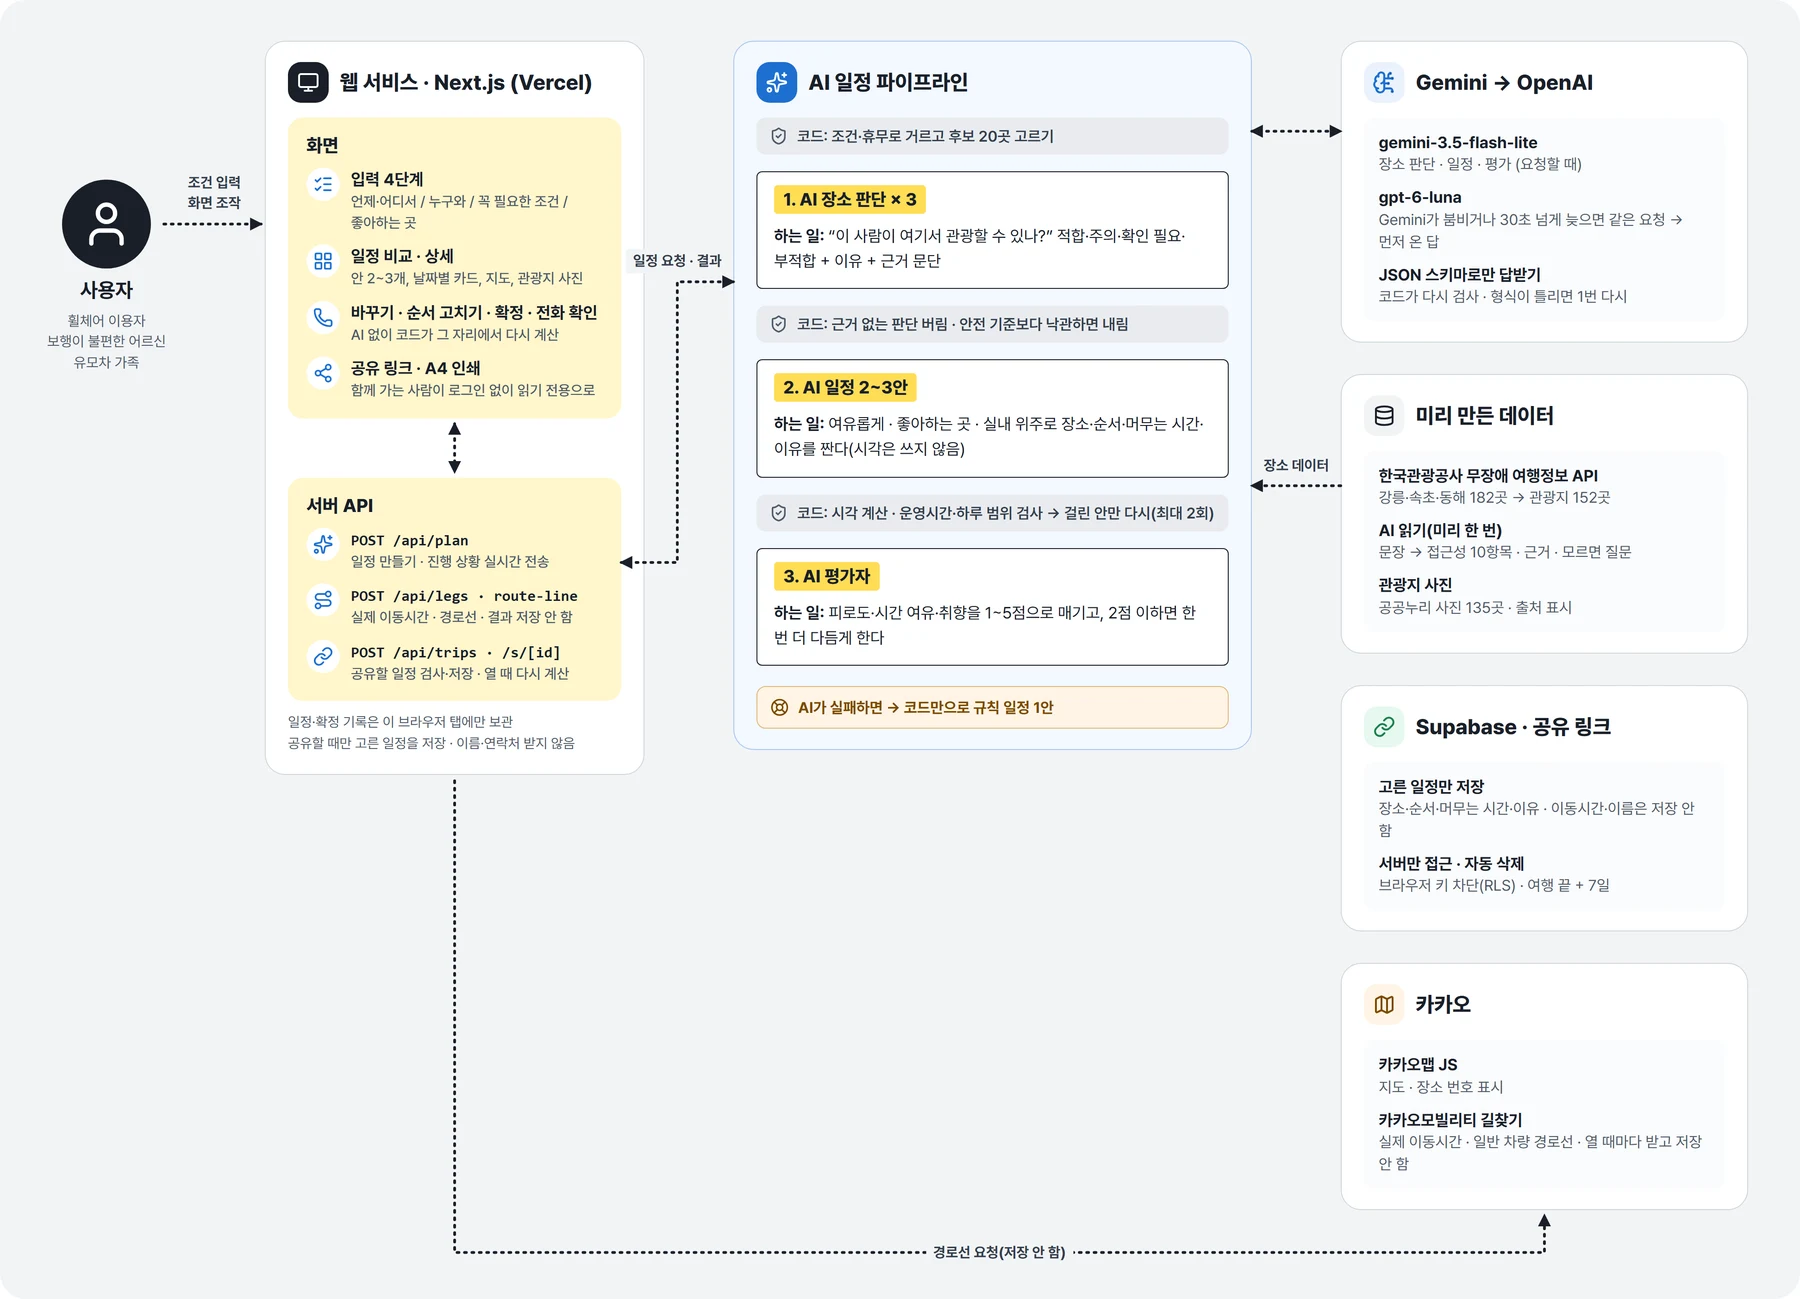 조건 입력
화면 조작
사용자
휠체어 이용자
보행이 불편한 어르신
유모차 가족
웹 서비스 · Next.js (Vercel)
화면
입력 4단계
언제·어디서 / 누구와 / 꼭 필요한 조건 /
좋아하는 곳
일정 비교 · 상세
안 2~3개, 날짜별 카드, 지도, 관광지 사진
바꾸기 · 순서 고치기 · 확정 · 전화 확인
AI 없이 코드가 그 자리에서 다시 계산
공유 링크 · A4 인쇄
함께 가는 사람이 로그인 없이 읽기 전용으로
서버 API
POST /api/plan
일정 만들기 · 진행 상황 실시간 전송
POST /api/legs · route-line
실제 이동시간 · 경로선 · 결과 저장 안 함
POST /api/trips · /s/[id]
공유할 일정 검사·저장 · 열 때 다시 계산
일정·확정 기록은 이 브라우저 탭에만 보관
공유할 때만 고른 일정을 저장 · 이름·연락처 받지 않음
일정 요청 · 결과
AI 일정 파이프라인
코드: 조건·휴무로 거르고 후보 20곳 고르기
1. AI 장소 판단 × 3
하는 일: “이 사람이 여기서 관광할 수 있나?” 적합·주의·확인 필요·
부적합 + 이유 + 근거 문단
코드: 근거 없는 판단 버림 · 안전 기준보다 낙관하면 내림
2. AI 일정 2~3안
하는 일: 여유롭게 · 좋아하는 곳 · 실내 위주로 장소·순서·머무는 시간·
이유를 짠다(시각은 쓰지 않음)
코드: 시각 계산 · 운영시간·하루 범위 검사 → 걸린 안만 다시(최대 2회)
3. AI 평가자
하는 일: 피로도·시간 여유·취향을 1~5점으로 매기고, 2점 이하면 한
번 더 다듬게 한다
AI가 실패하면 → 코드만으로 규칙 일정 1안
장소 데이터
Gemini → OpenAI
gemini-3.5-flash-lite
장소 판단 · 일정 · 평가 (요청할 때)
gpt-6-luna
Gemini가 붐비거나 30초 넘게 늦으면 같은 요청 →
먼저 온 답
JSON 스키마로만 답받기
코드가 다시 검사 · 형식이 틀리면 1번 다시
미리 만든 데이터
한국관광공사 무장애 여행정보 API
강릉·속초·동해 182곳 → 관광지 152곳
AI 읽기(미리 한 번)
문장 → 접근성 10항목 · 근거 · 모르면 질문
관광지 사진
공공누리 사진 135곳 · 출처 표시
Supabase · 공유 링크
고른 일정만 저장
장소·순서·머무는 시간·이유 · 이동시간·이름은 저장 안
함
서버만 접근 · 자동 삭제
브라우저 키 차단(RLS) · 여행 끝 + 7일
카카오
카카오맵 JS
지도 · 장소 번호 표시
카카오모빌리티 길찾기
실제 이동시간 · 일반 차량 경로선 · 열 때마다 받고 저장
안 함
경로선 요청(저장 안 함)